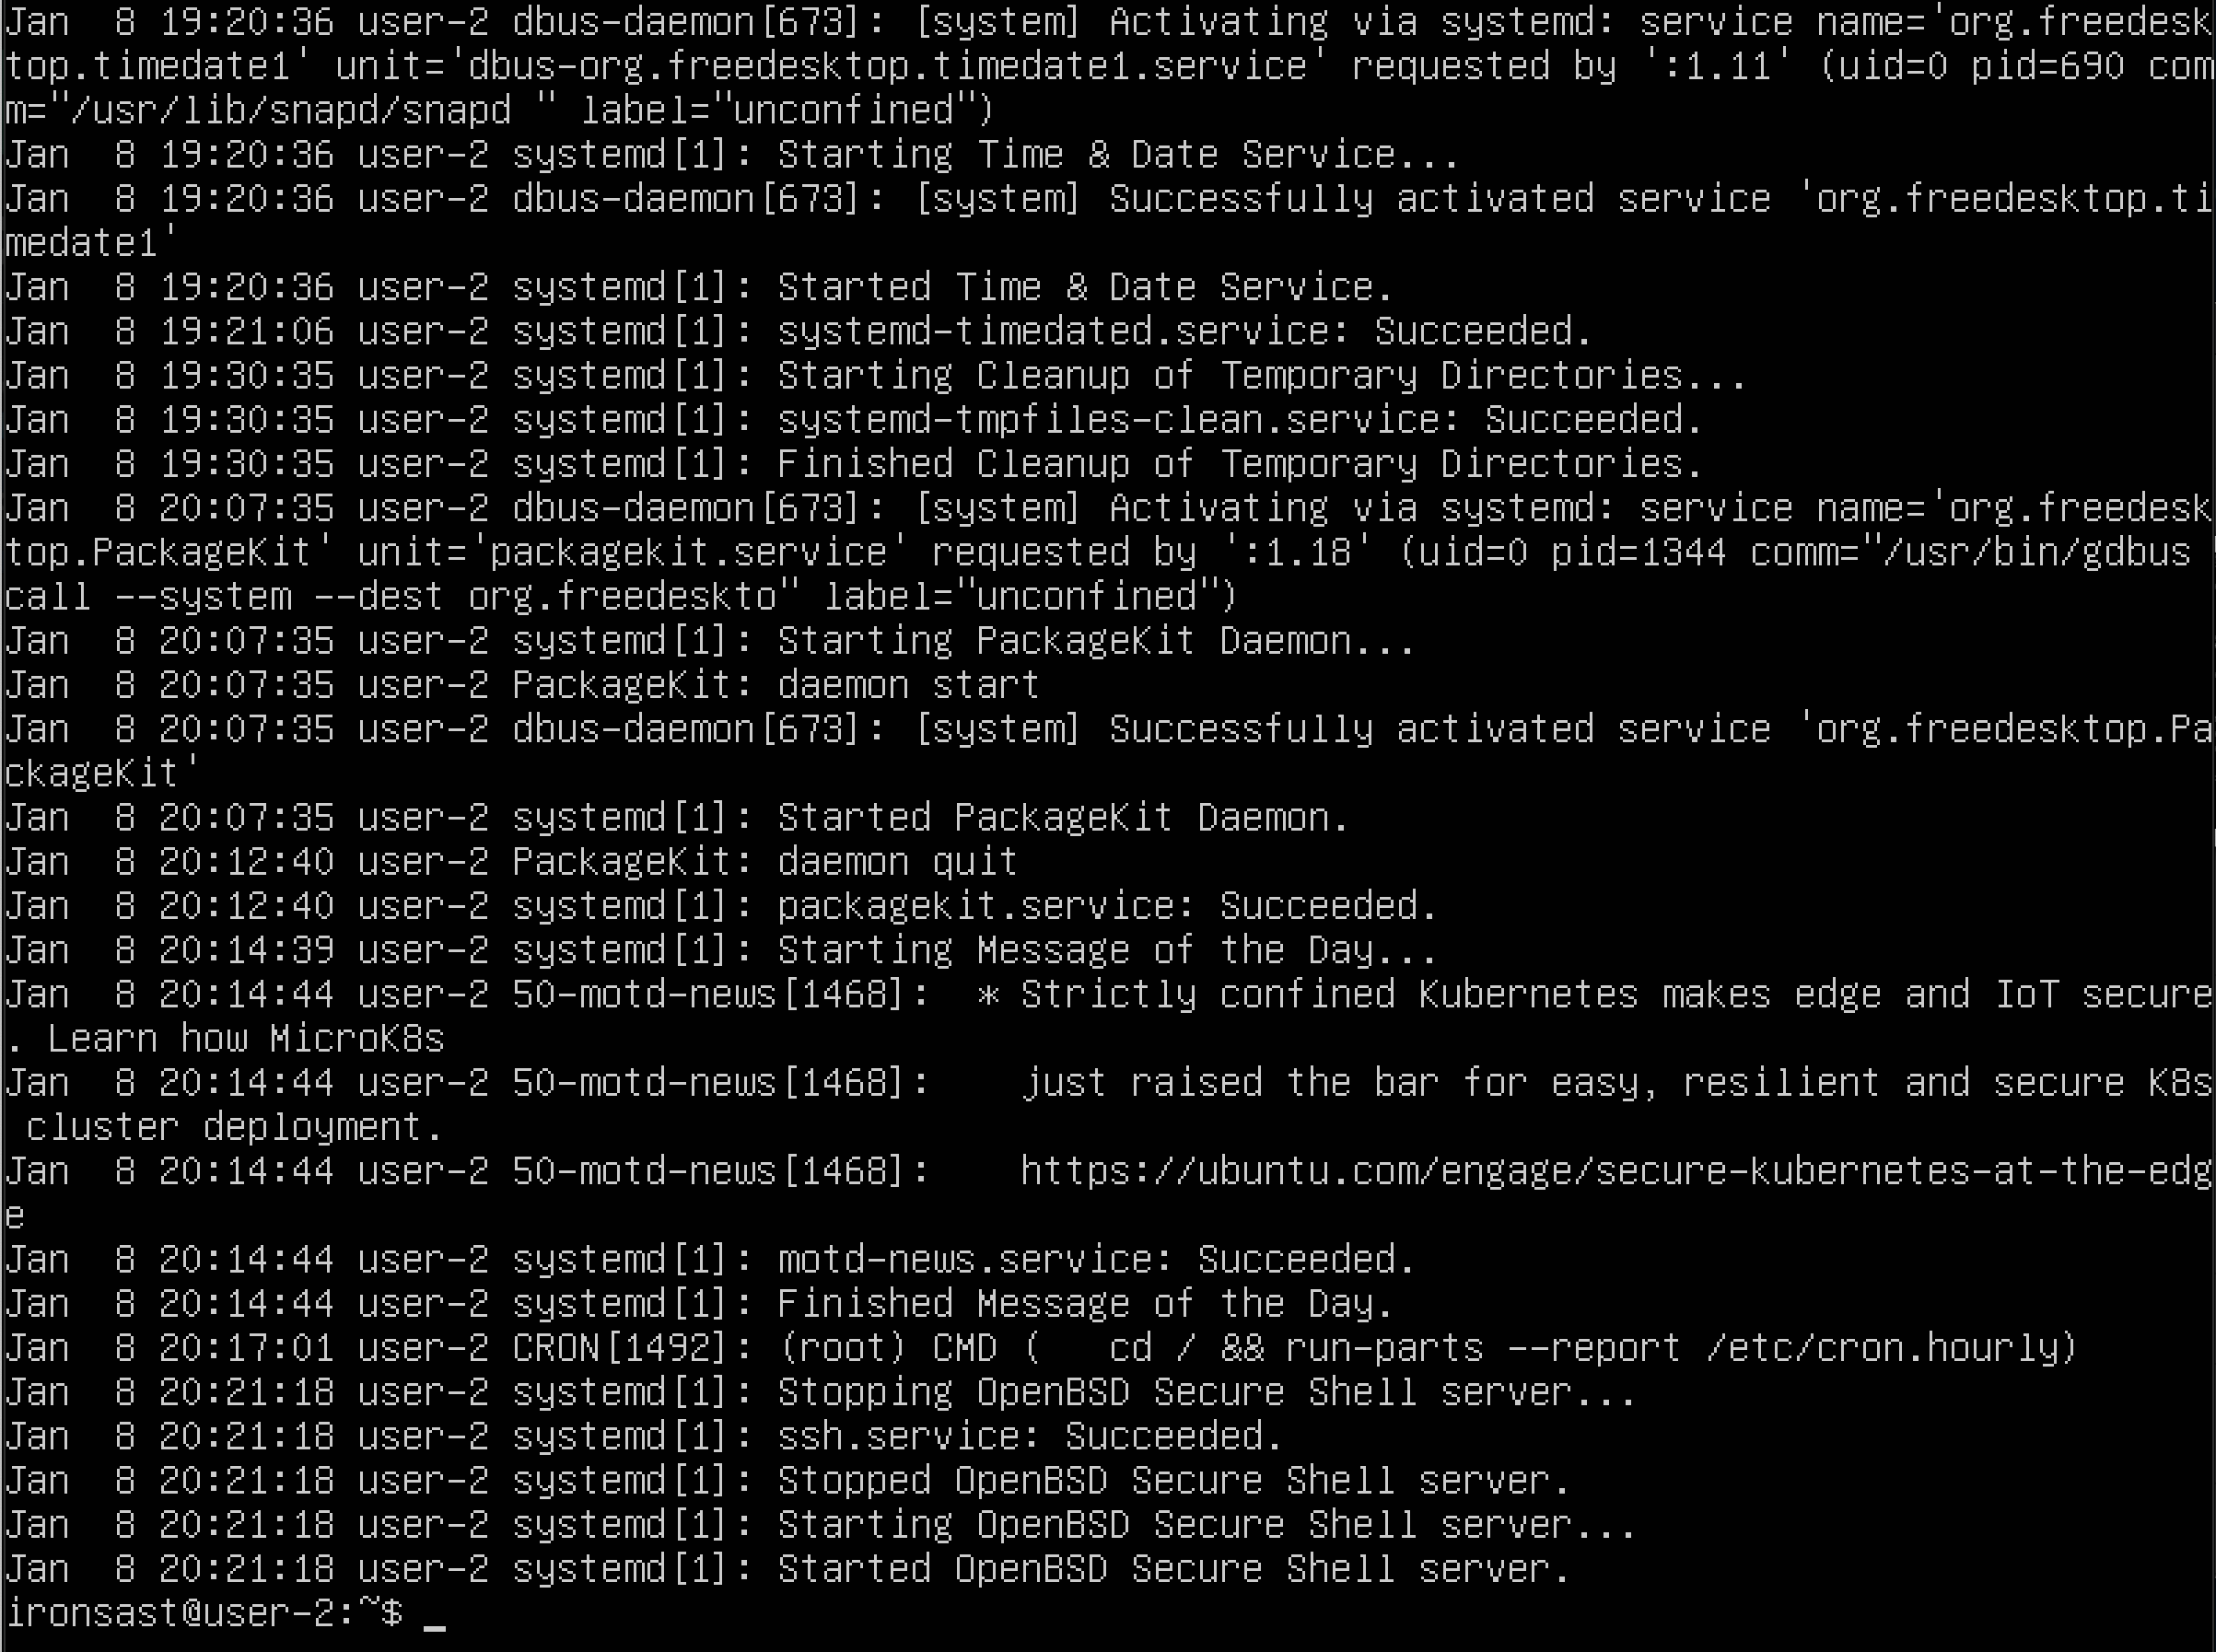 Jan  8 19:20:36 user-2 dbus-daemon[673]: [system] Activating via systemd: service name='org.freedesk
top.timedate1' unit='dbus-org.freedesktop.timedate1.service' requested by ':1.11' (uid=0 pid=690 com
m="/usr/lib/snapd/snapd " label="unconfined")
Jan  8 19:20:36 user-2 systemd[1]: Starting Time & Date Service...
Jan  8 19:20:36 user-2 dbus-daemon[673]: [system] Successfully activated service 'org.freedesktop.ti
medate1'
Jan  8 19:20:36 user-2 systemd[1]: Started Time & Date Service.
Jan  8 19:21:06 user-2 systemd[1]: systemd-timedated.service: Succeeded.
Jan  8 19:30:35 user-2 systemd[1]: Starting Cleanup of Temporary Directories...
Jan  8 19:30:35 user-2 systemd[1]: systemd-tmpfiles-clean.service: Succeeded.
Jan  8 19:30:35 user-2 systemd[1]: Finished Cleanup of Temporary Directories.
Jan  8 20:07:35 user-2 dbus-daemon[673]: [system] Activating via systemd: service name='org.freedesk
top.PackageKit' unit='packagekit.service' requested by ':1.18' (uid=0 pid=1344 comm="/usr/bin/gdbus
call --system --dest org.freedeskto" label="unconfined")
Jan  8 20:07:35 user-2 systemd[1]: Starting PackageKit Daemon...
Jan  8 20:07:35 user-2 PackageKit: daemon start
Jan  8 20:07:35 user-2 dbus-daemon[673]: [system] Successfully activated service 'org.freedesktop.Pa
ckageKit'
Jan  8 20:07:35 user-2 systemd[1]: Started PackageKit Daemon.
Jan  8 20:12:40 user-2 PackageKit: daemon quit
Jan  8 20:12:40 user-2 systemd[1]: packagekit.service: Succeeded.
Jan  8 20:14:39 user-2 systemd[1]: Starting Message of the Day...
Jan  8 20:14:44 user-2 50-motd-news[1468]:  * Strictly confined Kubernetes makes edge and IoT secure
. Learn how MicroK8s
Jan  8 20:14:44 user-2 50-motd-news[1468]:    just raised the bar for easy, resilient and secure K8s
 cluster deployment.
Jan  8 20:14:44 user-2 50-motd-news[1468]:    https://ubuntu.com/engage/secure-kubernetes-at-the-edg
e
Jan  8 20:14:44 user-2 systemd[1]: motd-news.service: Succeeded.
Jan  8 20:14:44 user-2 systemd[1]: Finished Message of the Day.
Jan  8 20:17:01 user-2 CRON[1492]: (root) CMD (   cd / && run-parts --report /etc/cron.hourly)
Jan  8 20:21:18 user-2 systemd[1]: Stopping OpenBSD Secure Shell server...
Jan  8 20:21:18 user-2 systemd[1]: ssh.service: Succeeded.
Jan  8 20:21:18 user-2 systemd[1]: Stopped OpenBSD Secure Shell server.
Jan  8 20:21:18 user-2 systemd[1]: Starting OpenBSD Secure Shell server...
Jan  8 20:21:18 user-2 systemd[1]: Started OpenBSD Secure Shell server.
ironsast@user-2:~$ _